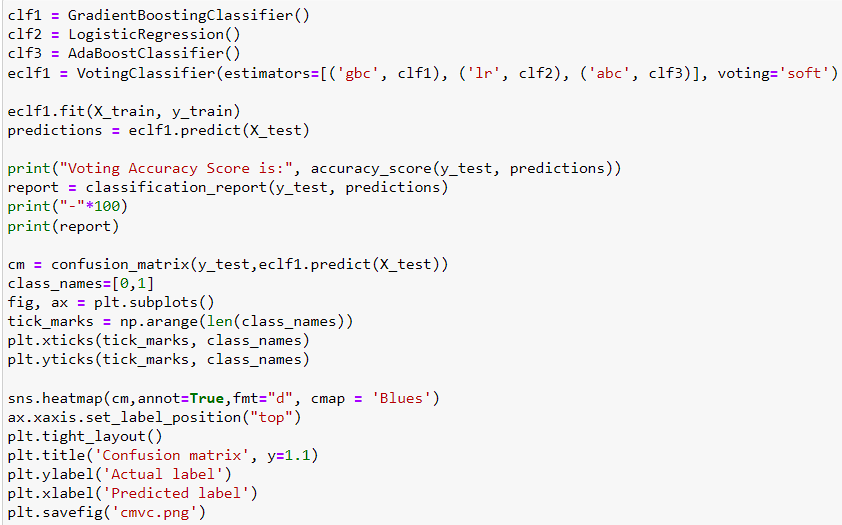 clf1 = GradientBoostingClassifier()
clf2 = LogisticRegression()
clf3 = AdaBoostClassifier()
eclf1 = VotingClassifier(estimators=[('gbc', clf1), ('lr', clf2), ('abc', clf3)], voting='soft')
eclf1.fit(X_train, y_train)
predictions = eclf1.predict(X_test)
print("Voting Accuracy Score is:", accuracy_score(y_test, predictions))
report = classification_report(y_test, predictions)
print("-"*100)
print(report)
cm = confusion_matrix(y_test,eclf1.predict(X_test))
class_names=[0,1]
fig, ax = plt.subplots()
tick_marks = np.arange(len(class_names))
plt.xticks(tick_marks, class_names)
plt.yticks(tick_marks, class_names)
sns.heatmap(cm,annot=True,fmt="d", cmap = 'Blues')
ax.xaxis.set_label_position("top")
plt.tight_layout()
plt.title('Confusion matrix', y=1.1)
plt.ylabel('Actual label')
plt.xlabel('Predicted label')
plt.savefig('cmvc.png')